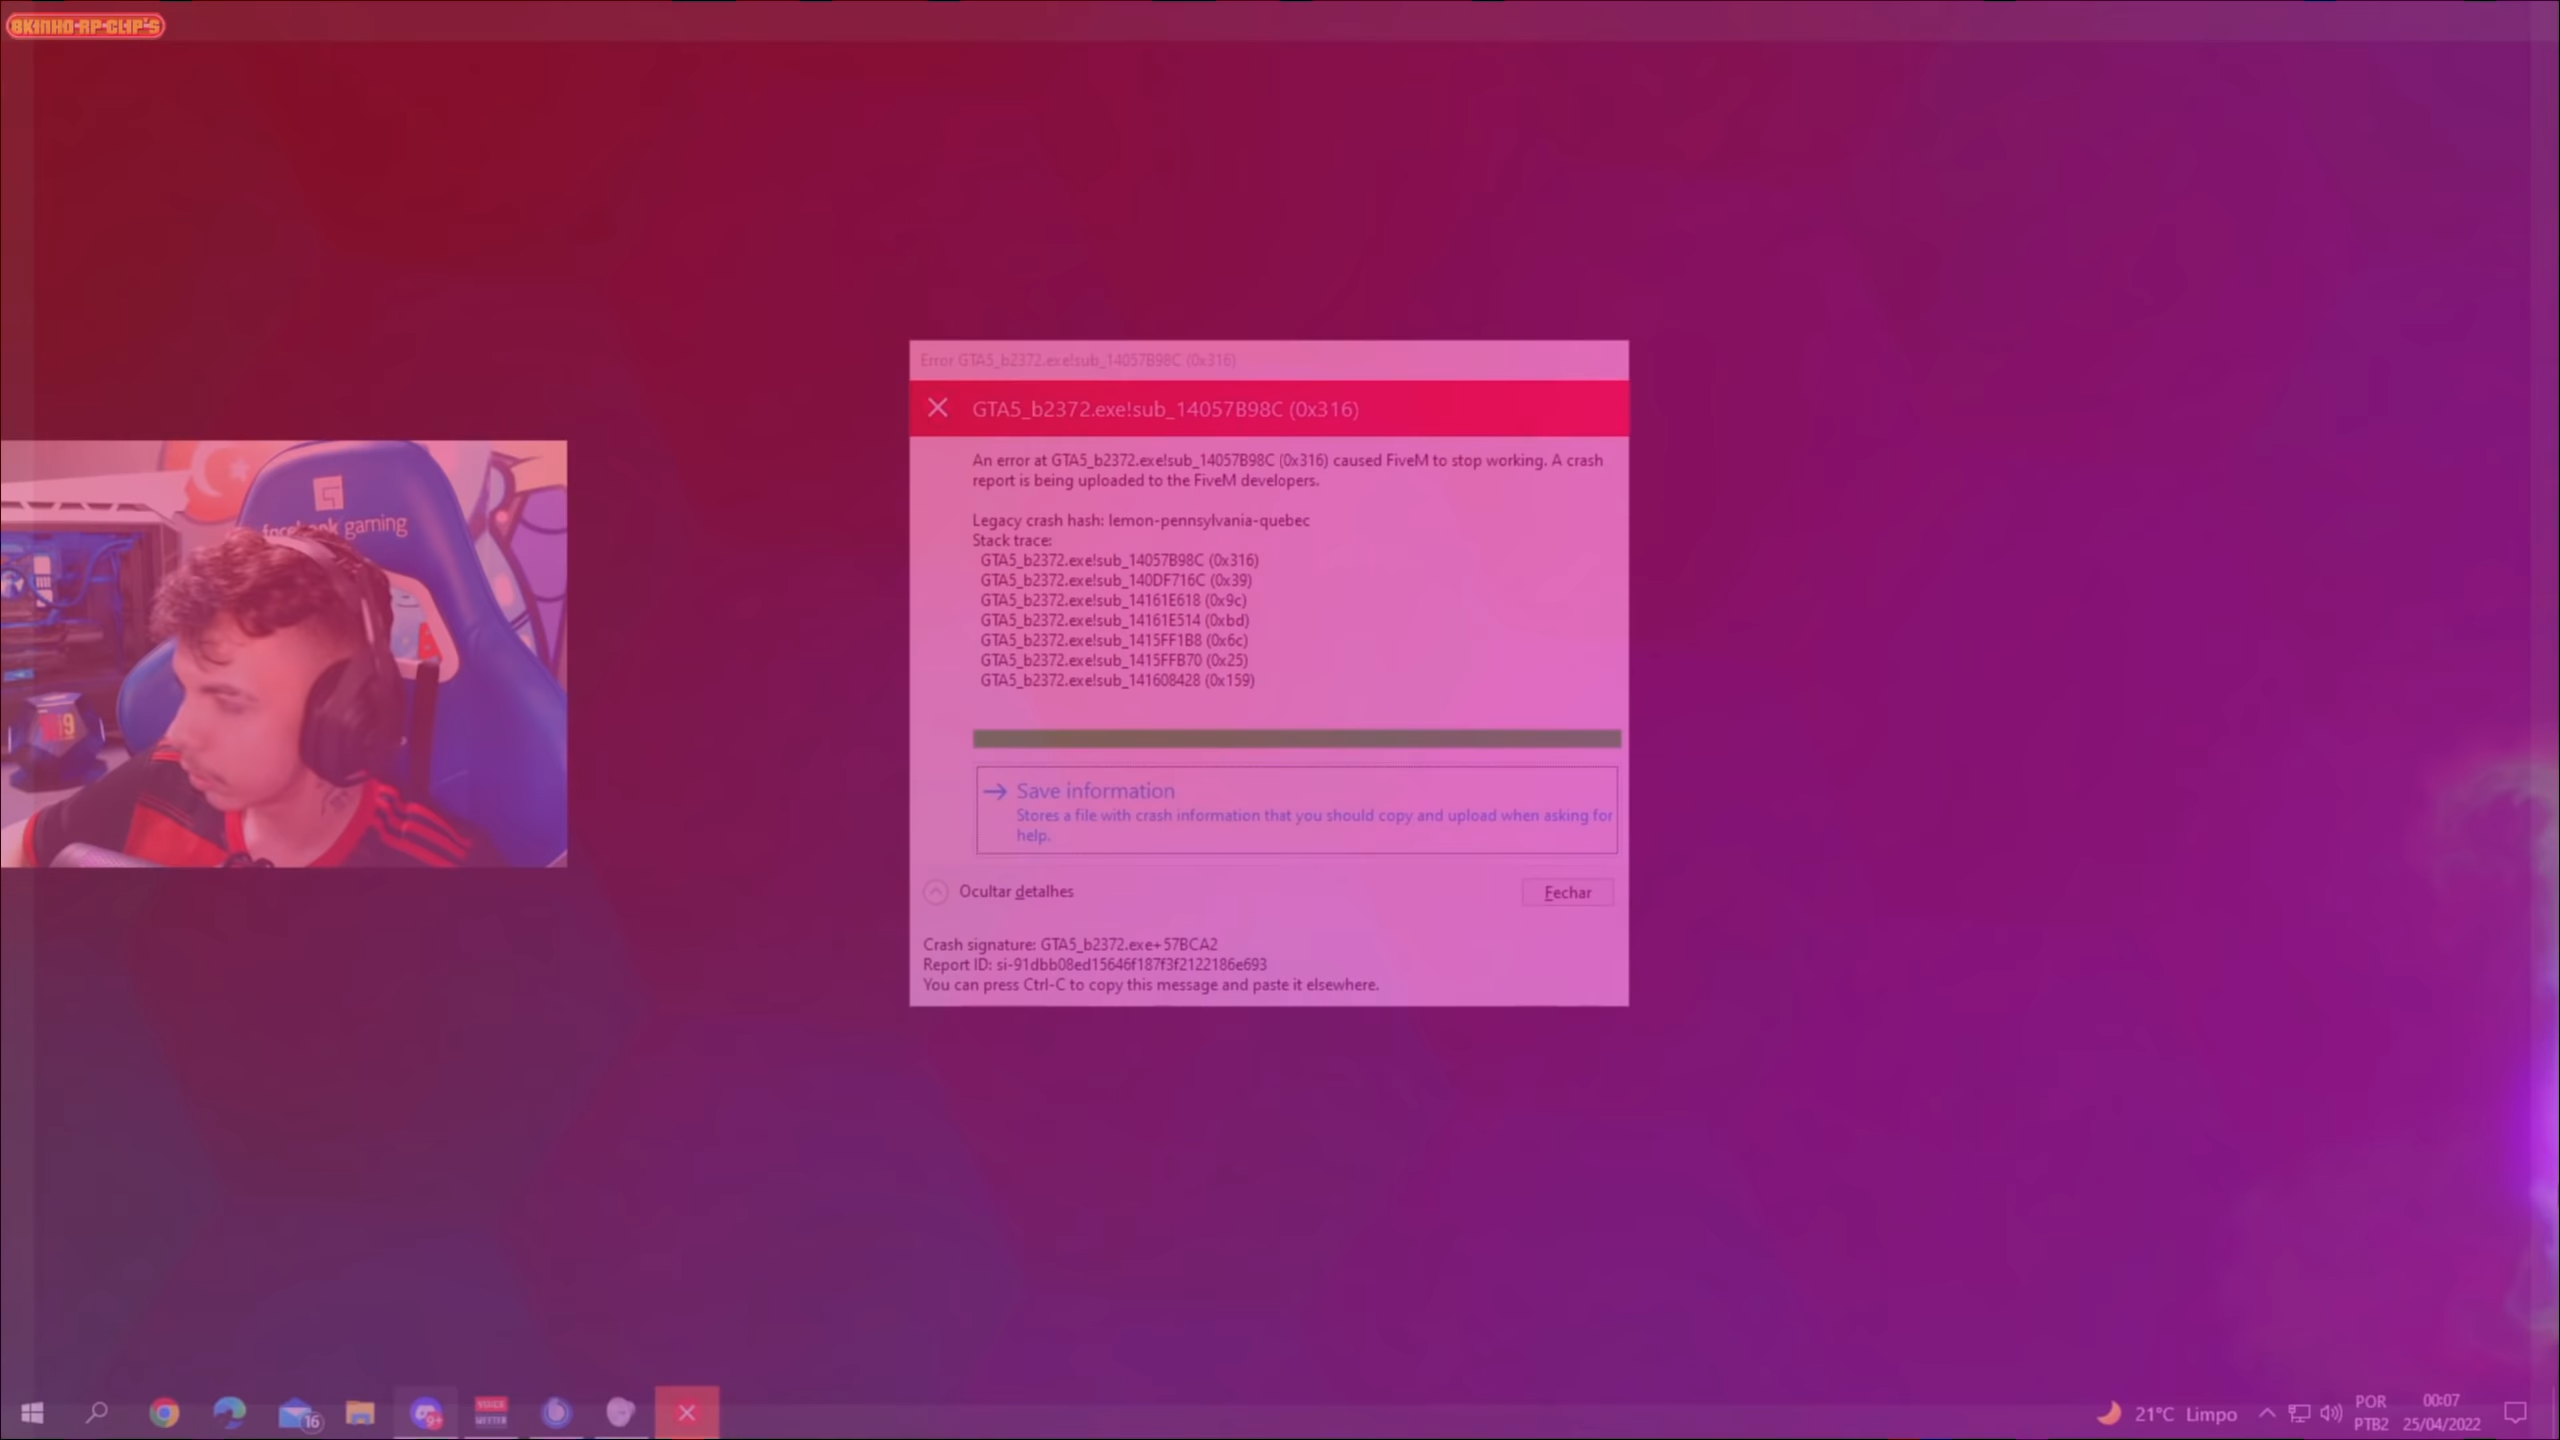 8KINHO RP CLIP'S
Error GTA5_b2372.exe!sub_14057B98C (0x316)
GTA5_b2372.exe!sub_14057B98C (0x316)
An error at GTA5_b2372.exe!sub_14057B98C (0x316) caused FiveM to stop working. A crash
report is being uploaded to the FiveM developers.
Legacy crash hash: lemon-pennsylvania-quebec
Stack trace:
GTA5_b2372.exe!sub_14057B98C (0x316)
GTA5_b2372.exe!sub_140DF716C (0x39)
GTA5_b2372.exe!sub_14161E618 (0x9c)
GTA5_b2372.exe!sub_14161E514 (0xbd)
GTA5_b2372.exe!sub_1415FF1B8 (0x6c)
GTA5_b2372.exe!sub_1415FFB70 (0x25)
GTA5_b2372.exe!sub_141608428 (0x159)
Save information
Stores a file with crash information that you should copy and upload when asking for
help.
Ocultar detalhes
Fechar
Crash signature: GTA5_b2372.exe+57BCA2
Report ID: si-91dbb08ed15646f187f3f2122186e693
You can press Ctrl-C to copy this message and paste it elsewhere.
facebook gaming
i9
16
9+
VOICE
MEETER
21°C Limpo
POR
PTB2
00:07
25/04/2022